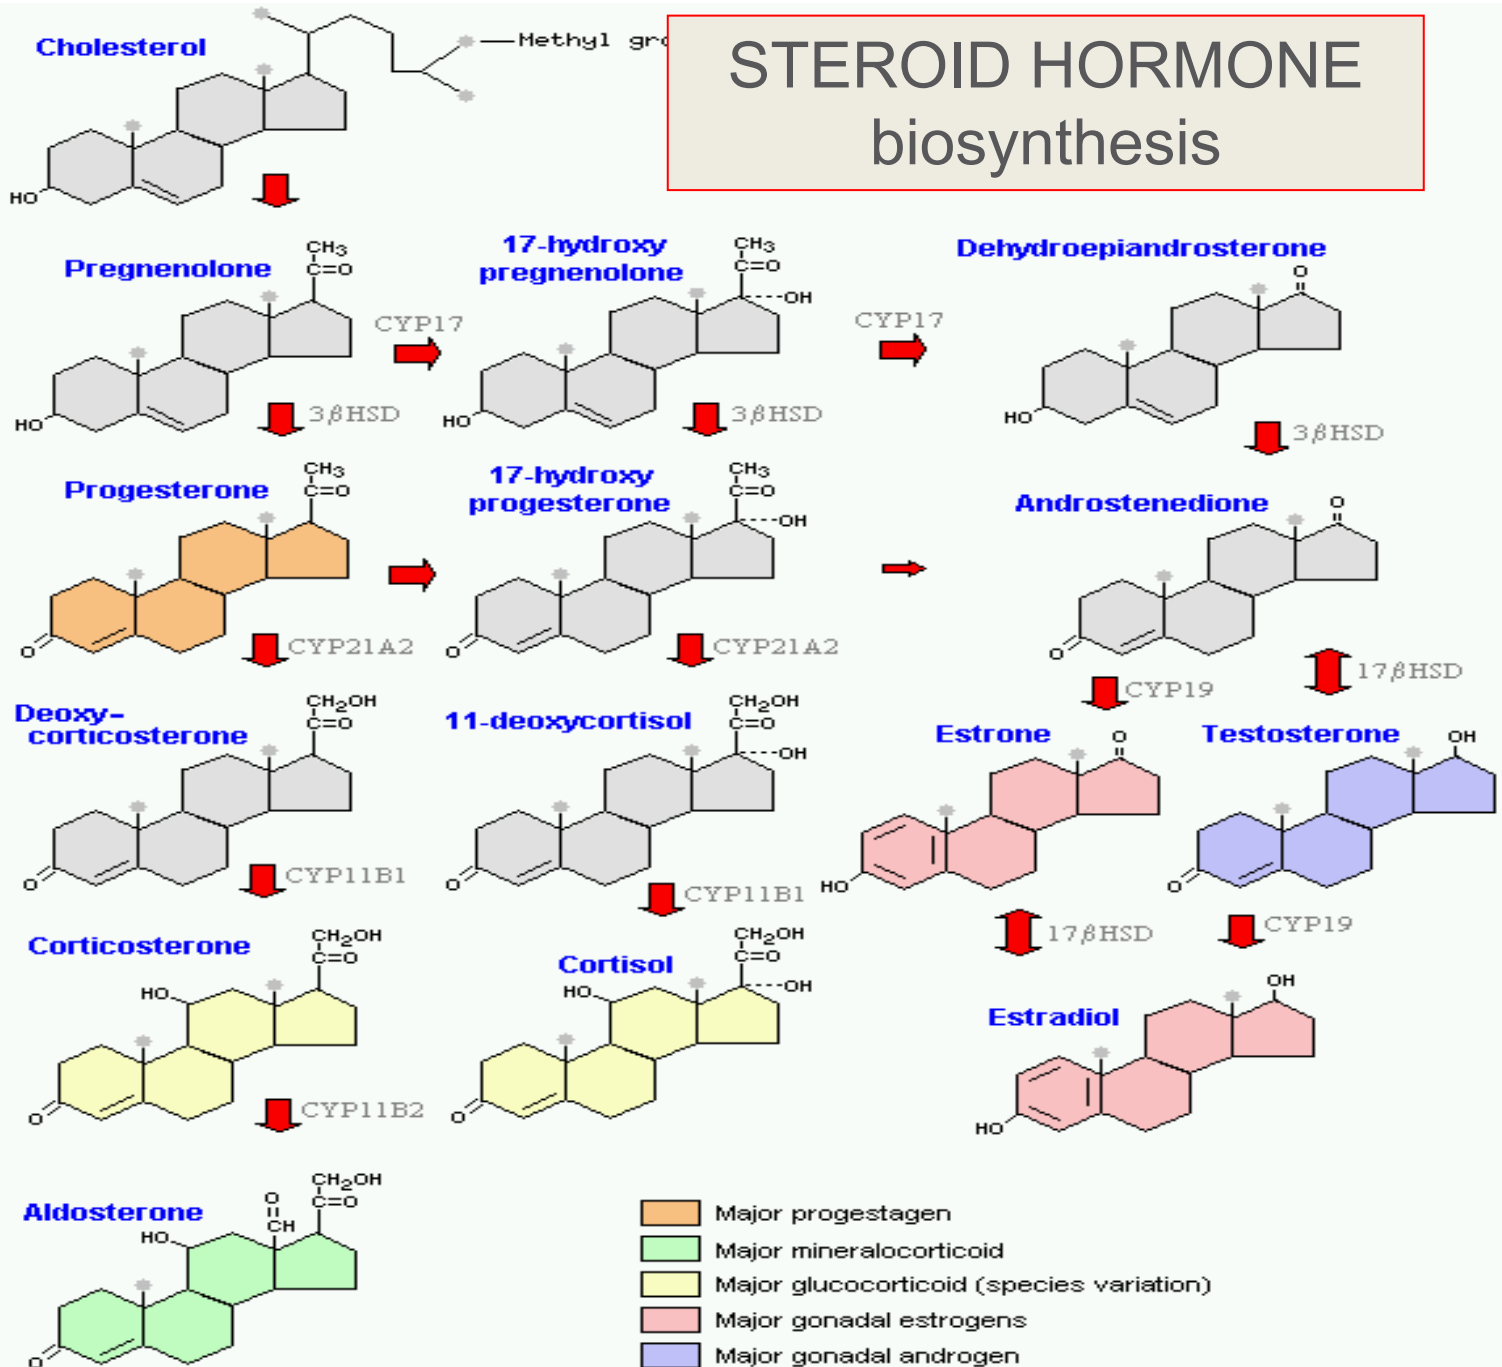 STEROID HORMONE
biosynthesis
Cholesterol
Methyl gro
HO
Pregnenolone
CH₃
C=O
HO
CYP17
17-hydroxy
pregnenolone
CH₃
C=O
OH
HO
CYP17
Dehydroepiandrosterone
O
HO
3βHSD
3βHSD
3βHSD
Progesterone
CH₃
C=O
O
17-hydroxy
progesterone
CH₃
C=O
OH
O
Androstenedione
O
O
CYP21A2
CYP21A2
CYP19
17βHSD
Deoxy-
corticosterone
CH₂OH
C=O
O
11-deoxycortisol
CH₂OH
C=O
OH
O
Estrone
O
HO
Testosterone
OH
O
CYP11B1
CYP11B1
17βHSD
CYP19
Corticosterone
CH₂OH
C=O
HO
O
Cortisol
CH₂OH
C=O
OH
HO
O
Estradiol
OH
HO
CYP11B2
Aldosterone
CH₂OH
C=O
O
CH
HO
O
Major progestagen
Major mineralocorticoid
Major glucocorticoid (species variation)
Major gonadal estrogens
Major gonadal androgen